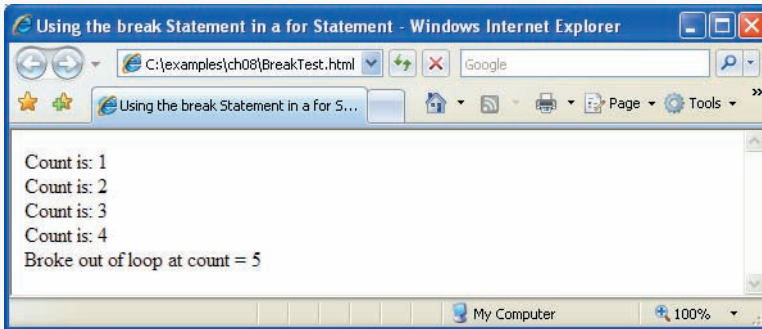 Using the break Statement in a for Statement - Windows Internet Explorer
C:\examples\ch08\BreakTest.html
Google
Using the break Statement in a for S...
Page
Tools
Count is: 1
Count is: 2
Count is: 3
Count is: 4
Broke out of loop at count = 5
My Computer
100%